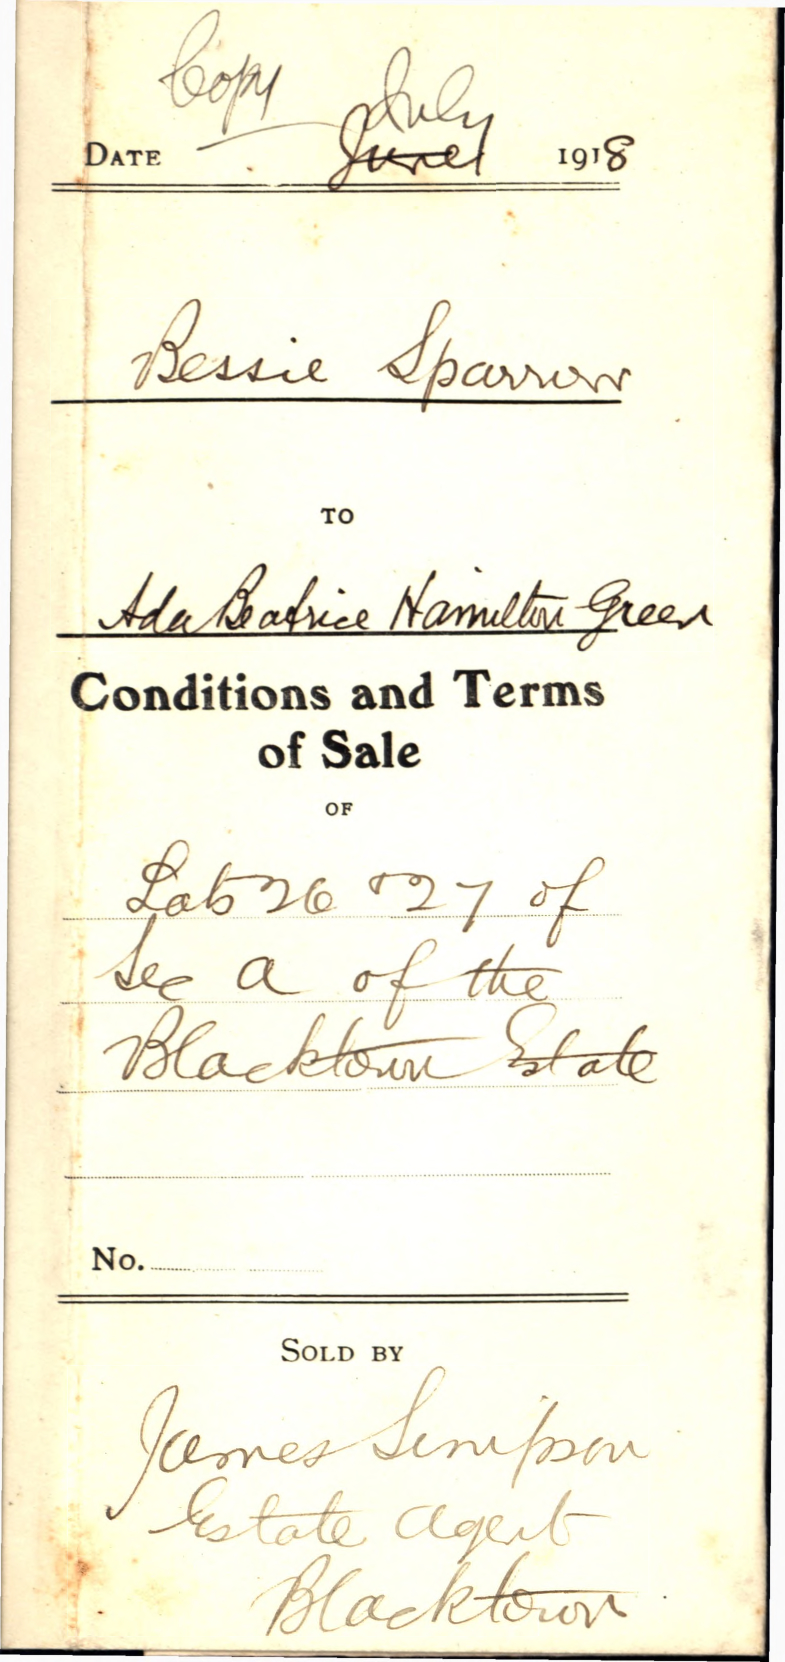 Copy July
DATE June 1918
Bessie Sparrow
TO
Ada Beatrice Hamilton Green
Conditions and Terms
of Sale
OF
Lots 26 & 27 of
Sec A of the
Blacktown Estate
No.
SOLD BY
James Simpson
Estate Agent
Blacktown